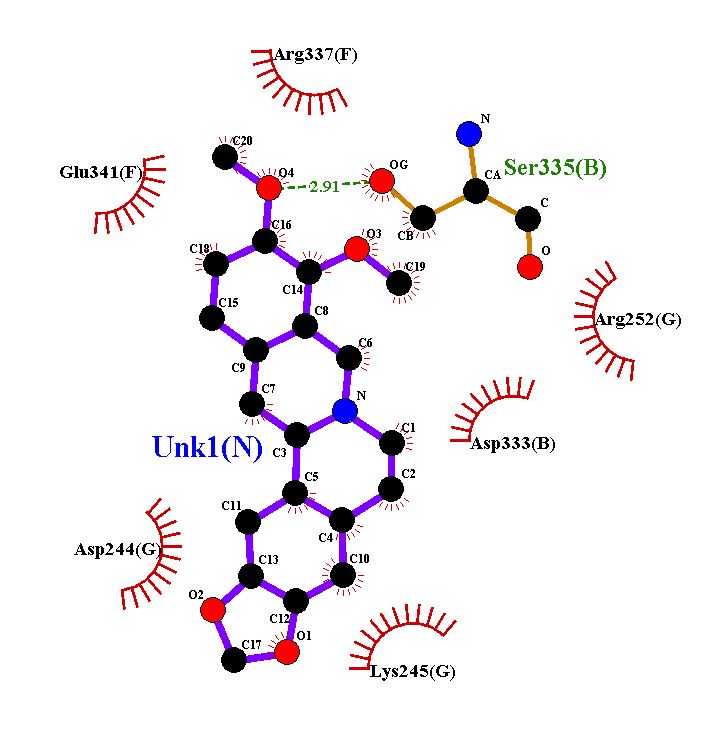 Arg337(F)
N
C20
OG
O4
Ser335(B)
Glu341(F)
CA
2.91
C
C16
O3
CB
C18
O
C19
C14
C15
C8
Arg252(G)
C6
C9
C7
N
C1
Asp333(B)
Unk1(N)
C3
C2
C5
C11
C4
Asp244(G)
C13
C10
O2
C12
O1
C17
Lys245(G)